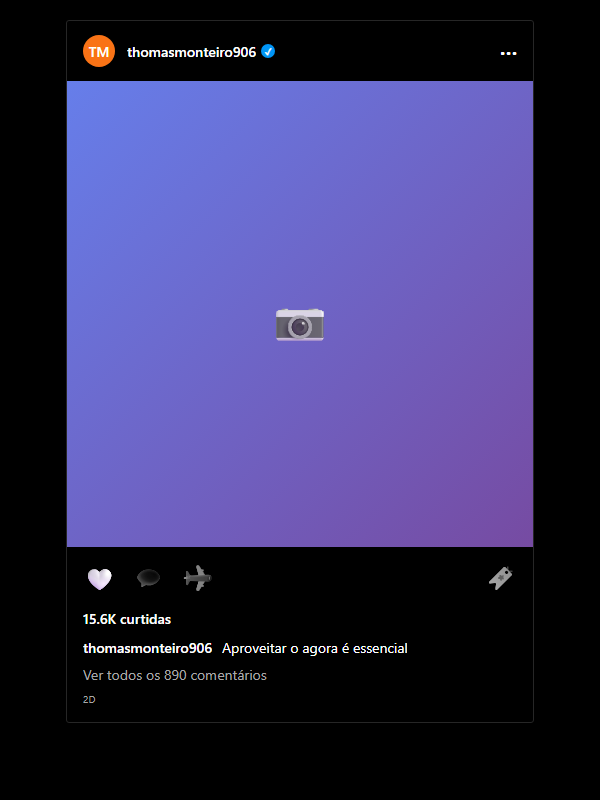 TM thomasmonteiro906
15.6K curtidas
thomasmonteiro906 Aproveitar o agora é essencial
Ver todos os 890 comentários
2D